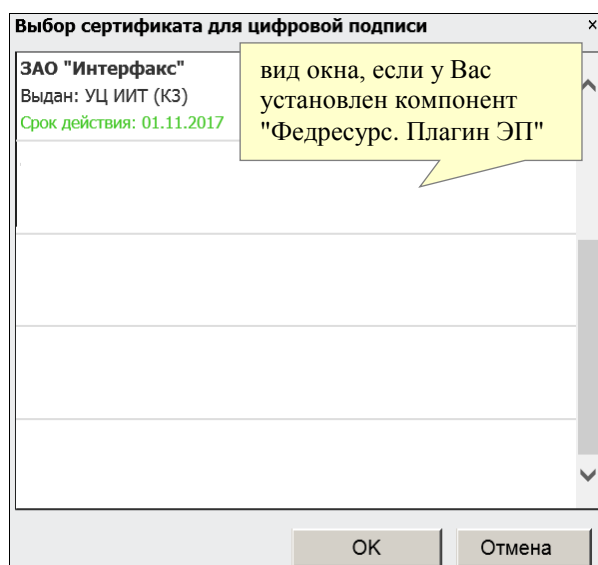 Выбор сертификата для цифровой подписи ×
ЗАО "Интерфакс"
Выдан: УЦ ИИТ (К3)
Срок действия: 01.11.2017
вид окна, если у Вас
установлен компонент
"Федресурс. Плагин ЭП"
OK
Отмена